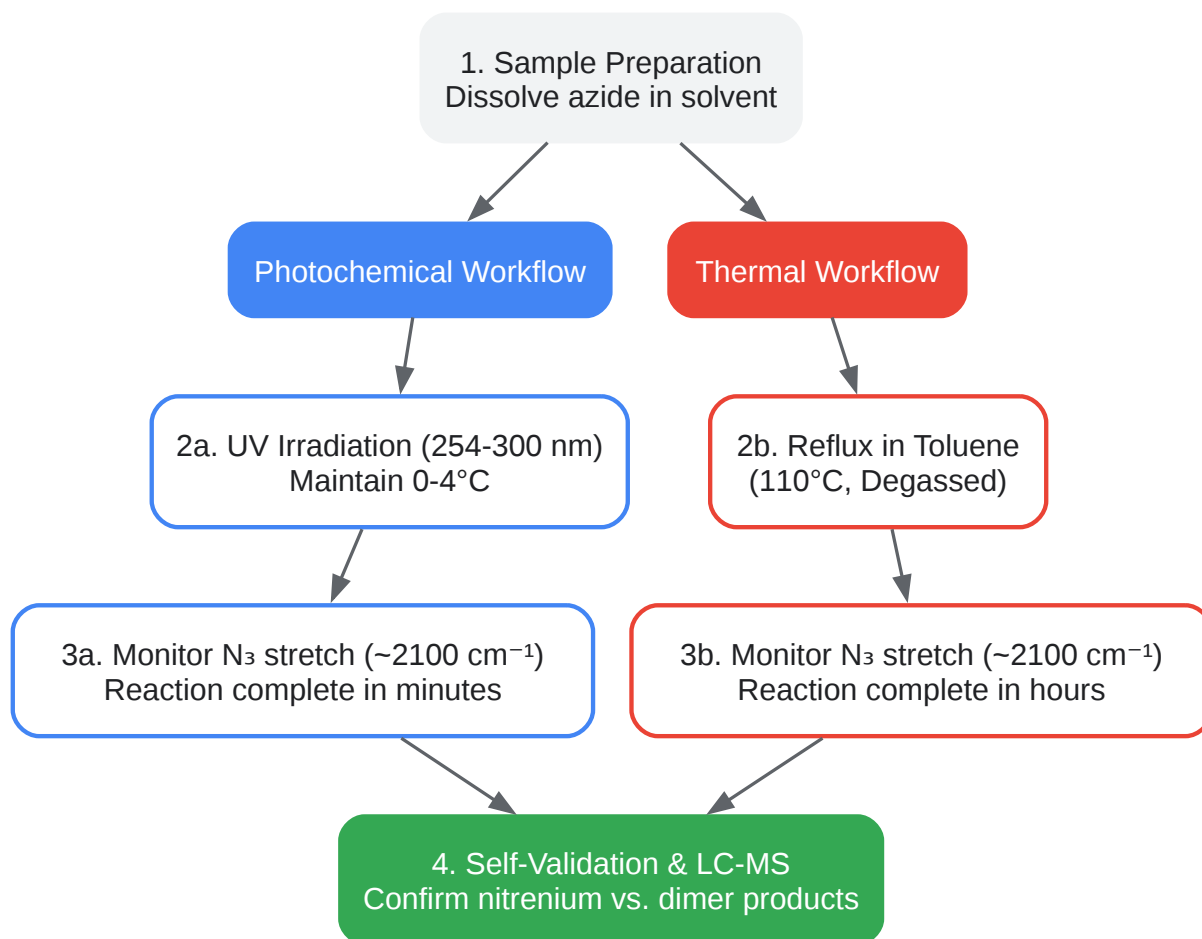 1. Sample Preparation
Dissolve azide in solvent
Photochemical Workflow
Thermal Workflow
2a. UV Irradiation (254-300 nm)
Maintain 0-4°C
2b. Reflux in Toluene
(110°C, Degassed)
3a. Monitor N₃ stretch (~2100 cm⁻¹)
Reaction complete in minutes
3b. Monitor N₃ stretch (~2100 cm⁻¹)
Reaction complete in hours
4. Self-Validation & LC-MS
Confirm nitrenium vs. dimer products